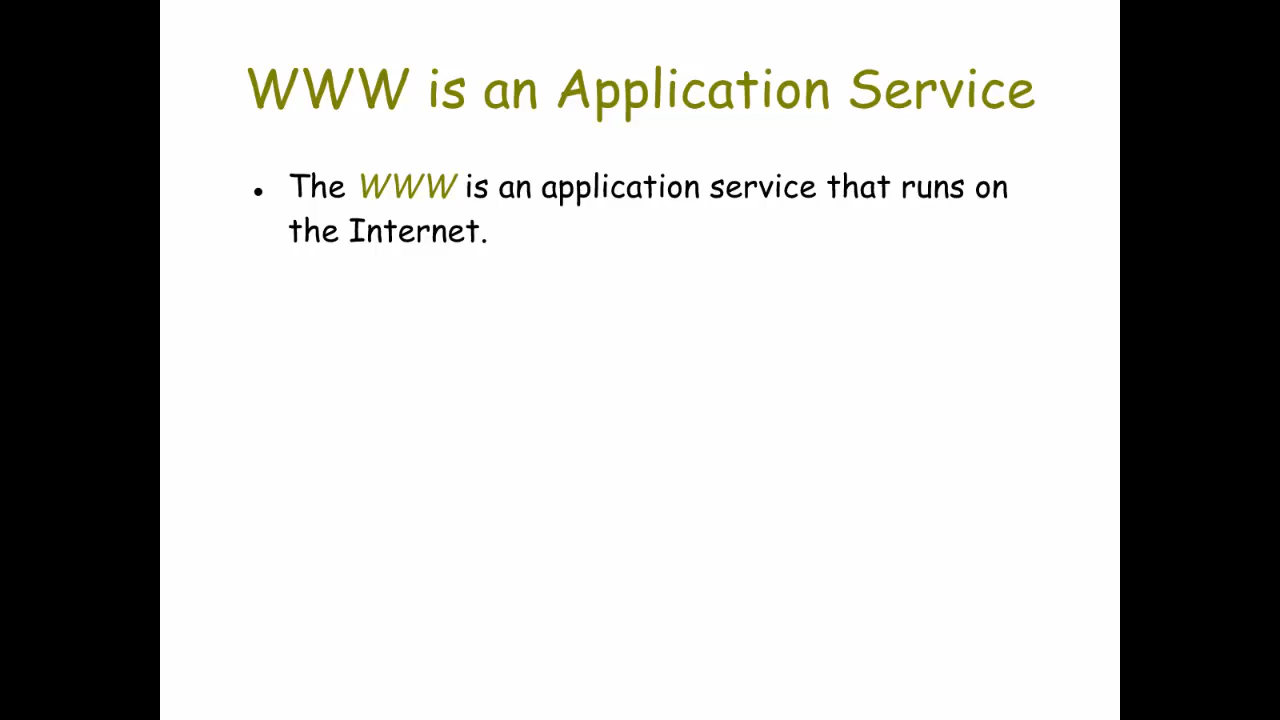 WWW is an Application Service
• The WWW is an application service that runs on
the Internet.